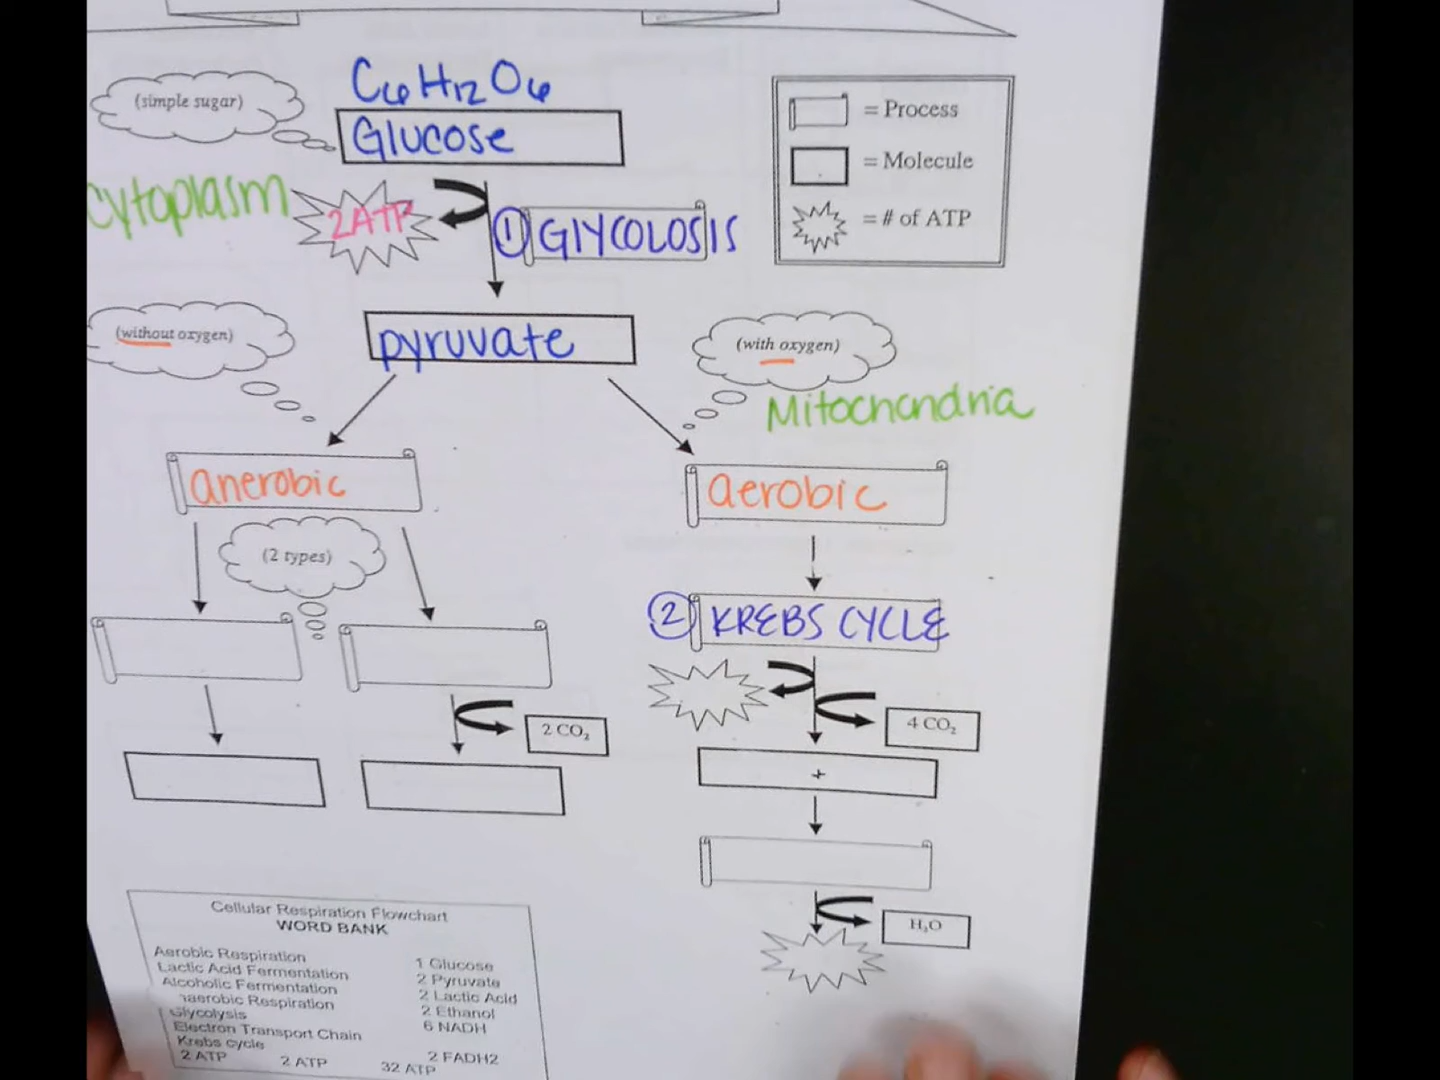 C6H12O6
(simple sugar)
Glucose
= Process
= Molecule
= # of ATP
Cytoplasm
2ATP
1 GlYCOLOSIS
(without oxygen)
pyruvate
(with oxygen)
Mitochondria
anerobic
aerobic
(2 types)
2 KREBS CYCLE
2 CO₂
4 CO₂
+
H₂O
Cellular Respiration Flowchart
WORD BANK
Aerobic Respiration
Lactic Acid Fermentation
Alcoholic Fermentation
naerobic Respiration
Glycolysis
Electron Transport Chain
Krebs cycle
1 Glucose
2 Pyruvate
2 Lactic Acid
2 Ethanol
6 NADH
2 FADH2
2 ATP 2 ATP 32 ATP